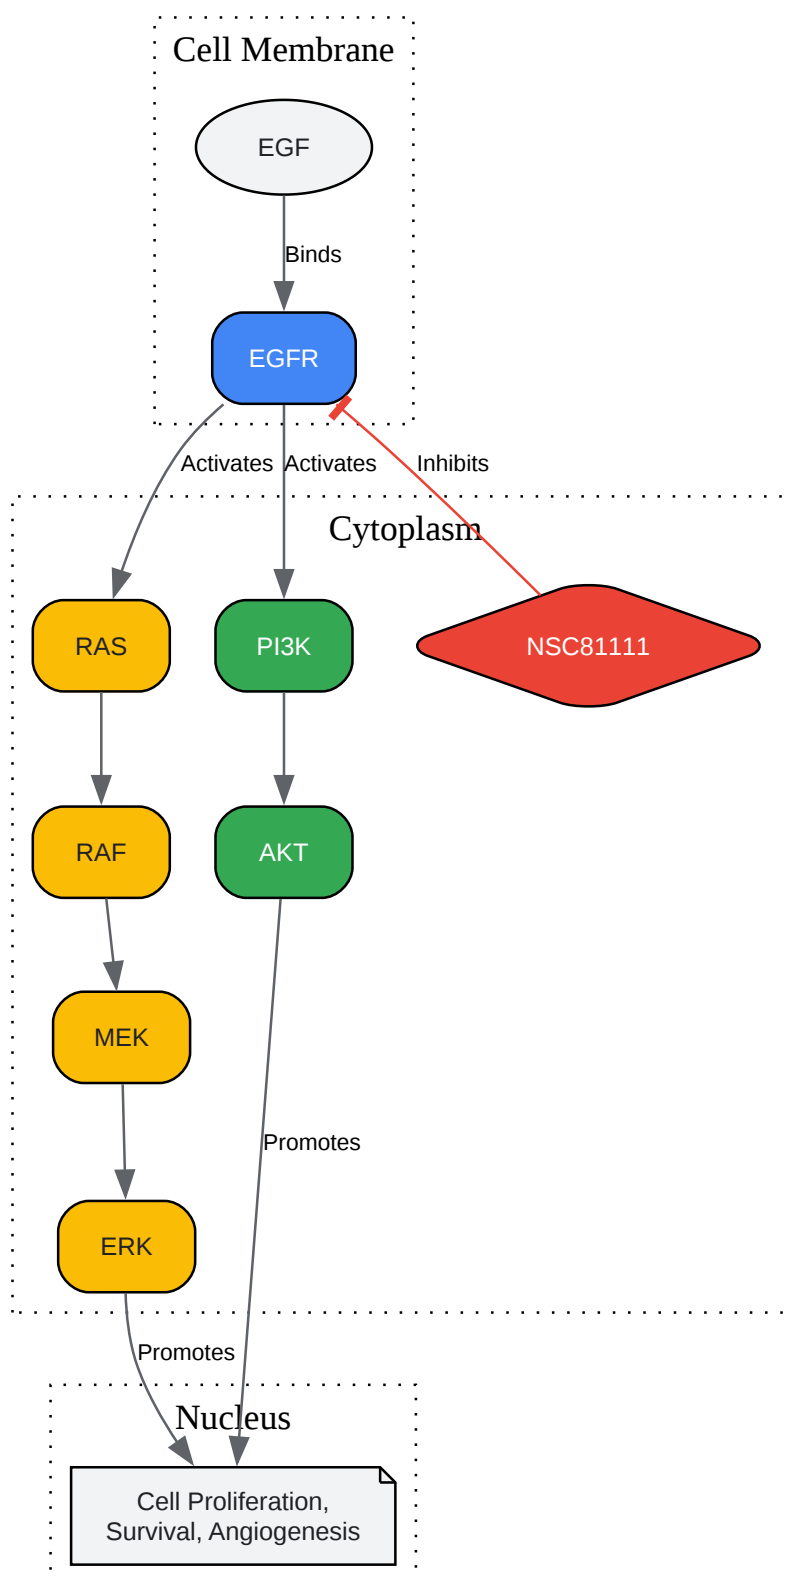 Cell Membrane
EGF
Binds
EGFR
Activates
Activates
Inhibits
Cytoplasm
RAS
PI3K
NSC81111
RAF
AKT
MEK
Promotes
ERK
Promotes
Nucleus
Cell Proliferation,
Survival, Angiogenesis